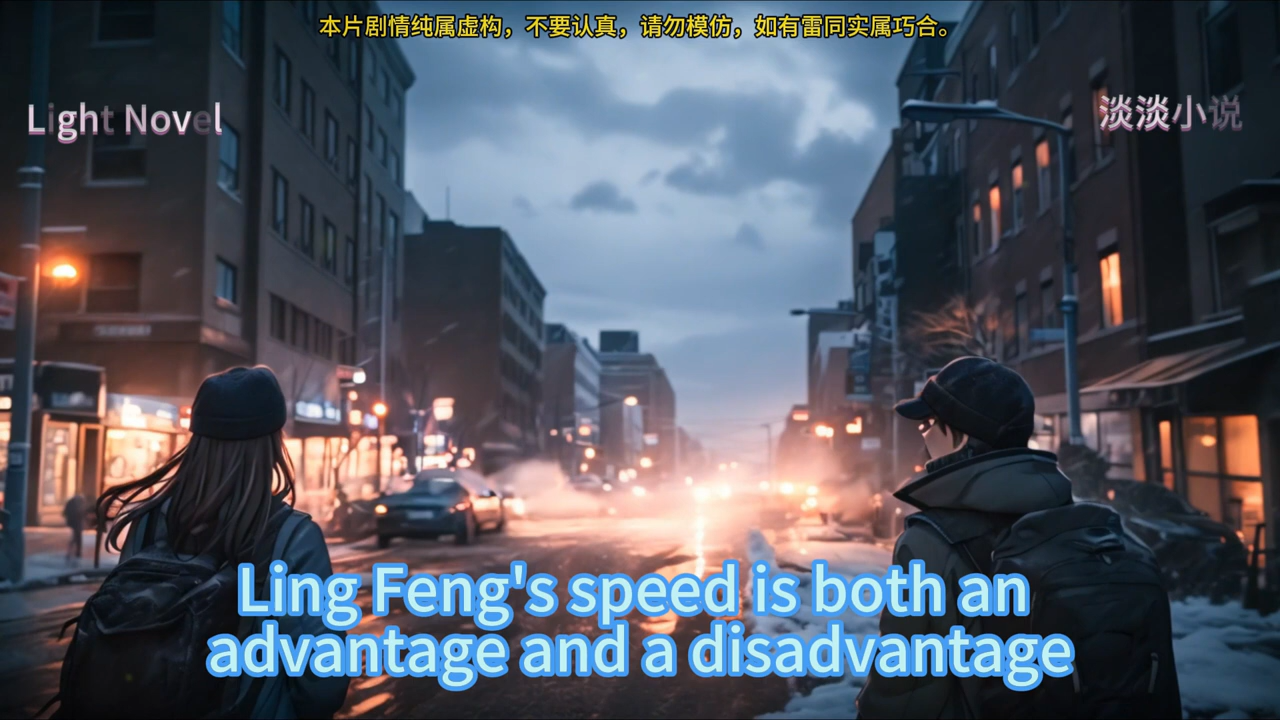 本片剧情纯属虚构，不要认真，请勿模仿，如有雷同实属巧合。
Light Novel
淡淡小说
Ling Feng's speed is both an
advantage and a disadvantage